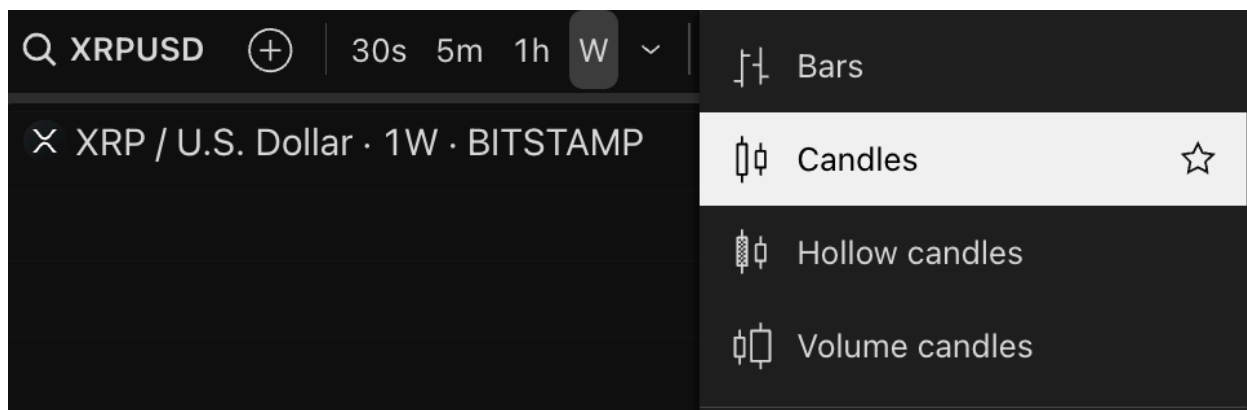 XRPUSD 30s 5m 1h W
XRP / U.S. Dollar · 1W · BITSTAMP
Bars
Candles
Hollow candles
Volume candles